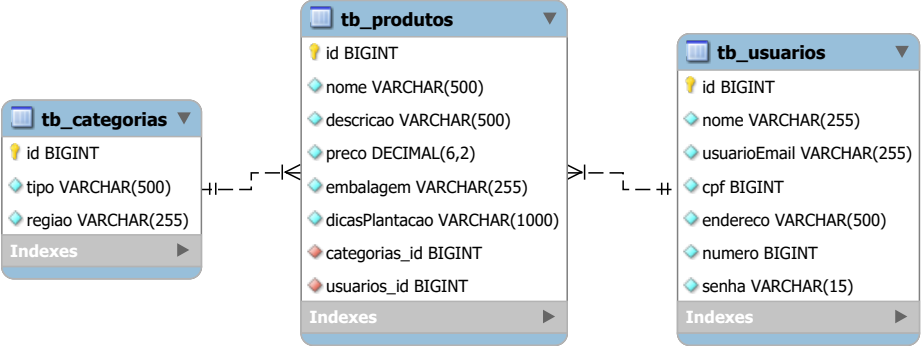 tb_categorias
id BIGINT
tipo VARCHAR(500)
regiao VARCHAR(255)
Indexes
tb_produtos
id BIGINT
nome VARCHAR(500)
descricao VARCHAR(500)
preco DECIMAL(6,2)
embalagem VARCHAR(255)
dicasPlantacao VARCHAR(1000)
categorias_id BIGINT
usuarios_id BIGINT
Indexes
tb_usuarios
id BIGINT
nome VARCHAR(255)
usuarioEmail VARCHAR(255)
cpf BIGINT
endereco VARCHAR(500)
numero BIGINT
senha VARCHAR(15)
Indexes